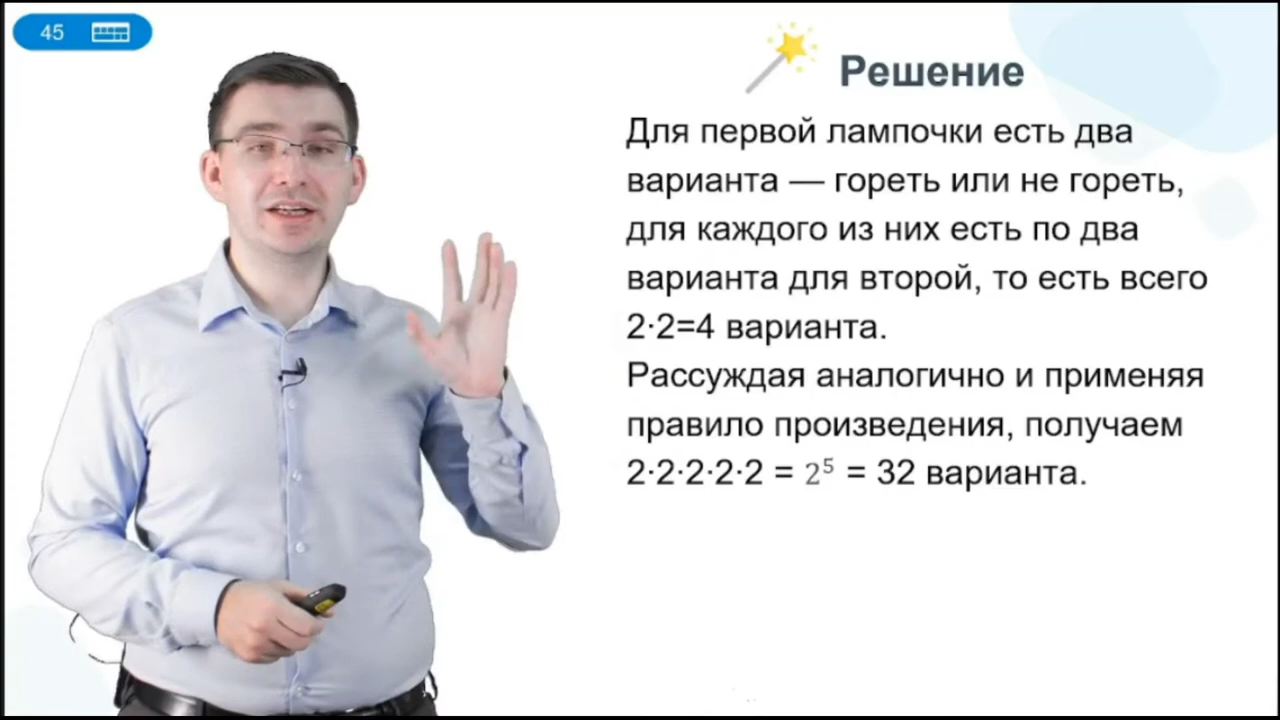 45
Решение
Для первой лампочки есть два
варианта — гореть или не гореть,
для каждого из них есть по два
варианта для второй, то есть всего
2·2=4 варианта.
Рассуждая аналогично и применяя
правило произведения, получаем
2·2·2·2·2 = 2⁵ = 32 варианта.